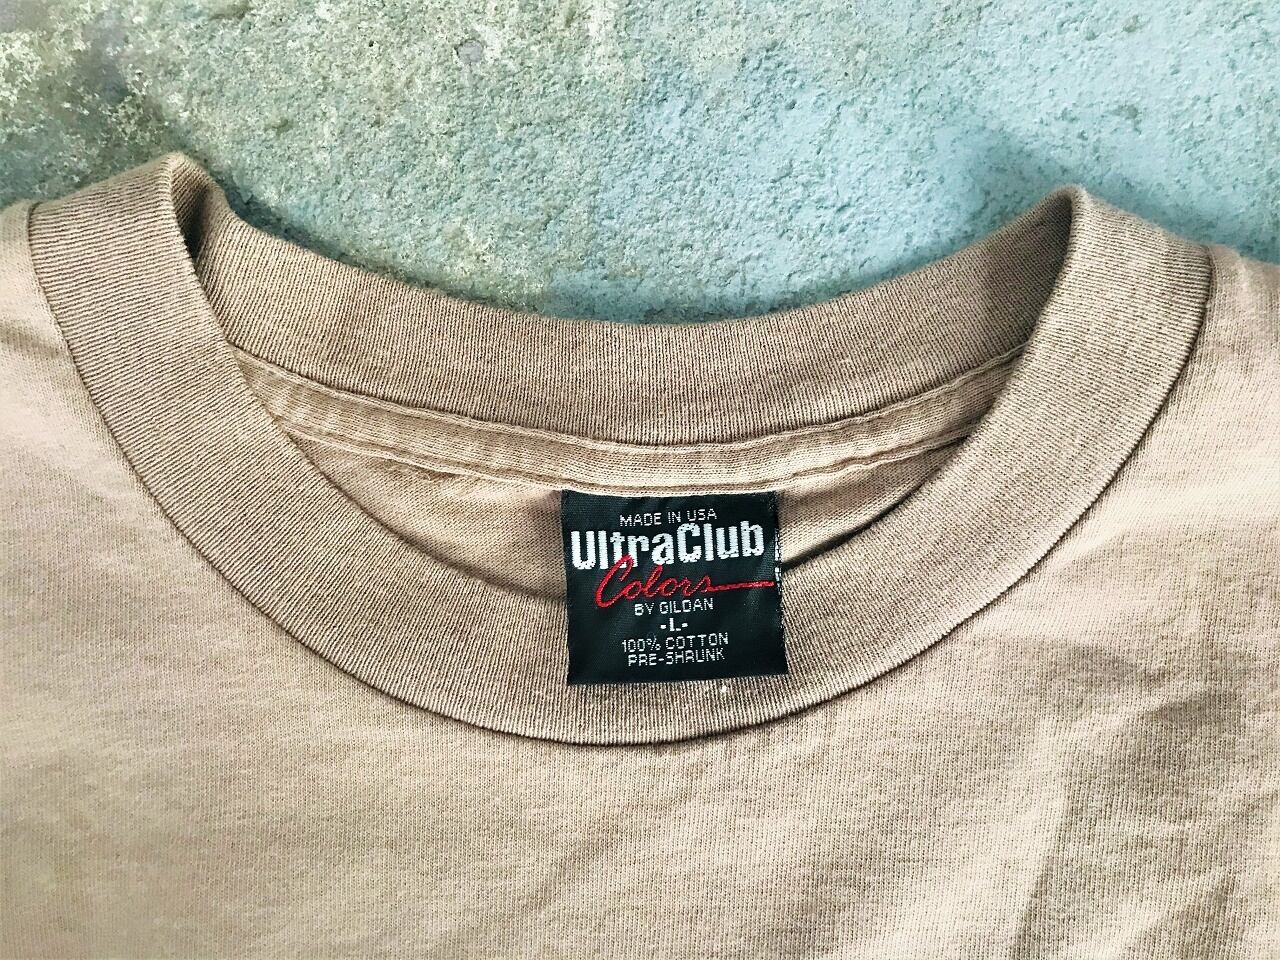 MADE IN USA
UltraClub
Colors
BY GILDAN
-L-
100% COTTON
PRE-SHRUNK